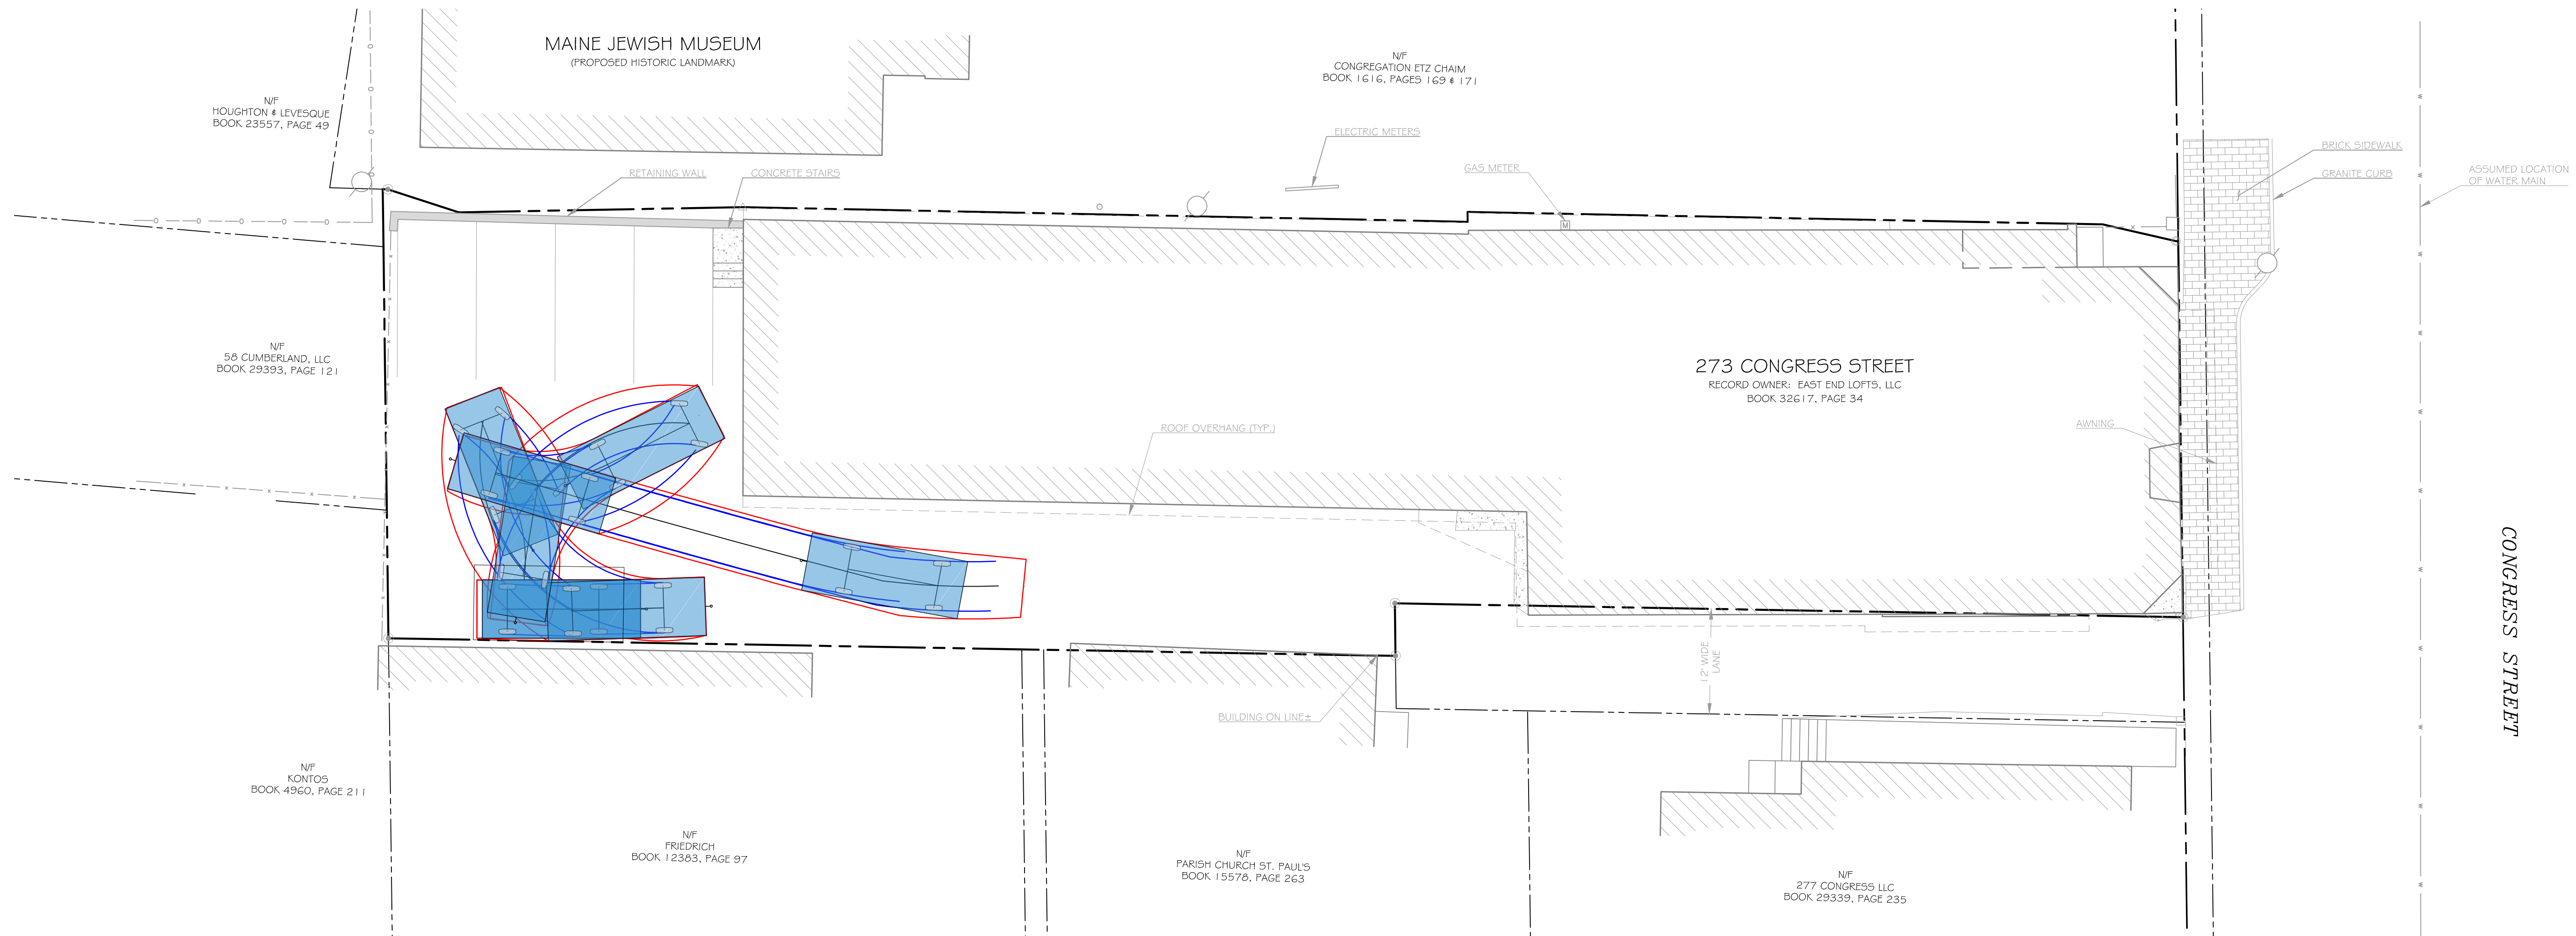 MAINE JEWISH MUSEUM
(PROPOSED HISTORIC LANDMARK)
N/F
CONGREGATION ETZ CHAIM
BOOK 1616, PAGES 169 & 171
N/F
HOUGHTON & LEVESQUE
BOOK 23557, PAGE 49
ELECTRIC METERS
RETAINING WALL
CONCRETE STAIRS
GAS METER
M
BRICK SIDEWALK
GRANITE CURB
ASSUMED LOCATION
OF WATER MAIN
N/F
58 CUMBERLAND, LLC
BOOK 29393, PAGE 121
273 CONGRESS STREET
RECORD OWNER: EAST END LOFTS, LLC
BOOK 32617, PAGE 34
ROOF OVERHANG (TYP.)
AWNING
CONGRESS STREET
12' WIDE
LANE
BUILDING ON LINE±
N/F
KONTOS
BOOK 4960, PAGE 211
N/F
FRIEDRICH
BOOK 12383, PAGE 97
N/F
PARISH CHURCH ST. PAUL'S
BOOK 15578, PAGE 263
N/F
277 CONGRESS LLC
BOOK 29339, PAGE 235